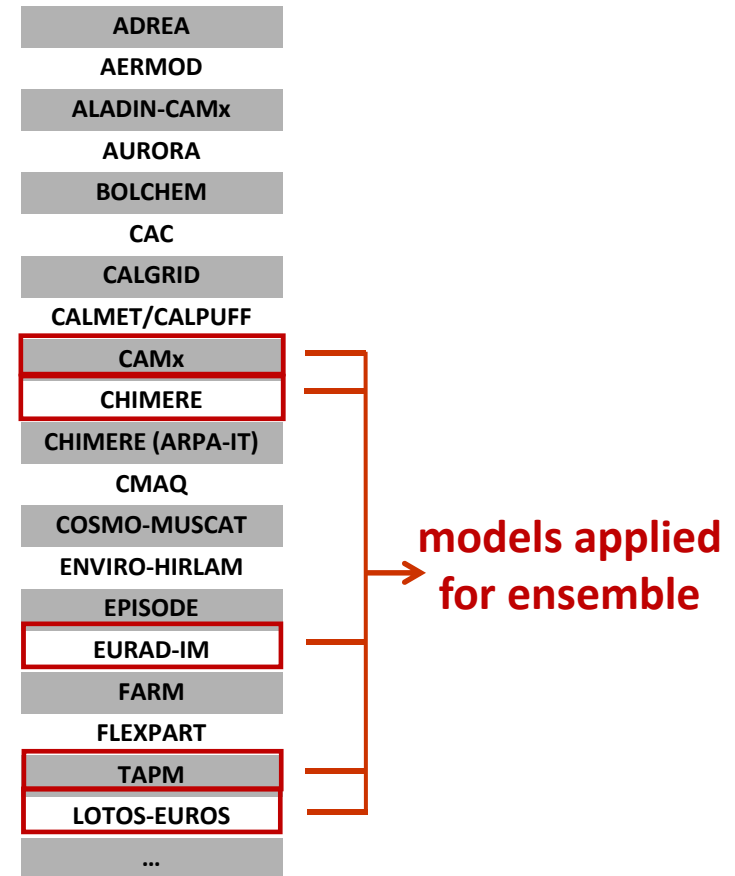 ADREA
AERMOD
ALADIN-CAMx
AURORA
BOLCHEM
CAC
CALGRID
CALMET/CALPUFF
CAMx
CHIMERE
CHIMERE (ARPA-IT)
CMAQ
COSMO-MUSCAT
ENVIRO-HIRLAM
EPISODE
EURAD-IM
FARM
FLEXPART
TAPM
LOTOS-EUROS
…
models applied
for ensemble